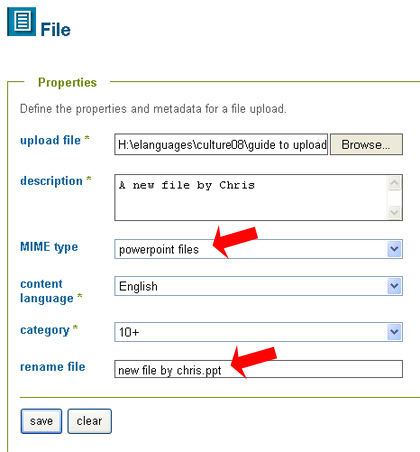 File
Properties
Define the properties and metadata for a file upload.
upload file * H:\elanguages\culture08\guide to upload Browse...
description * A new file by Chris
MIME type powerpoint files
content
language * English
category * 10+
rename file new file by chris.ppt
save clear